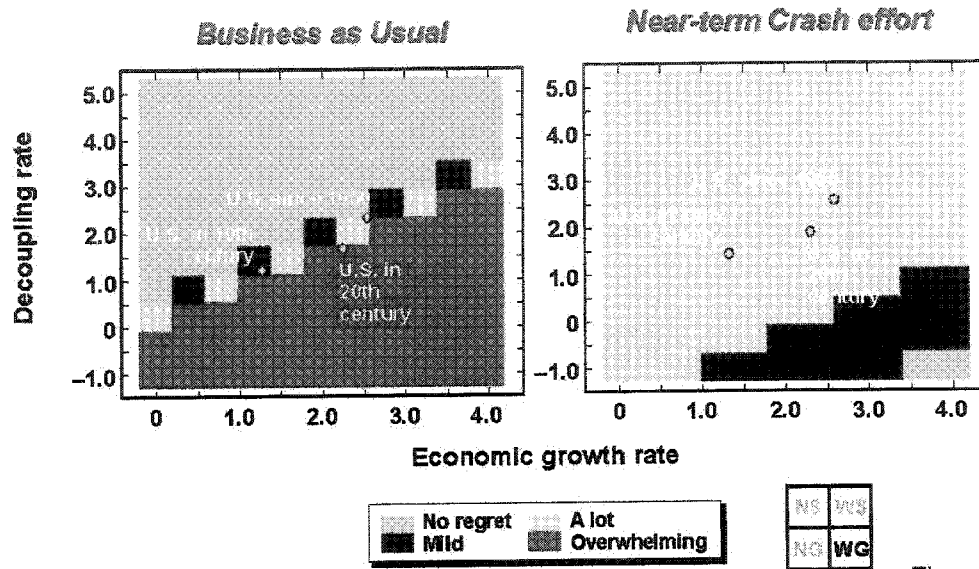 Business as Usual
Near-term Crash effort
Decoupling rate
5.0
4.0
3.0
2.0
1.0
0
–1.0
0 1.0 2.0 3.0 4.0
U.S. in
20th
century
5.0
4.0
3.0
2.0
1.0
0
–1.0
0 1.0 2.0 3.0 4.0
Economic growth rate
No regret
A lot
Mild
Overwhelming
NS WS
NG WG